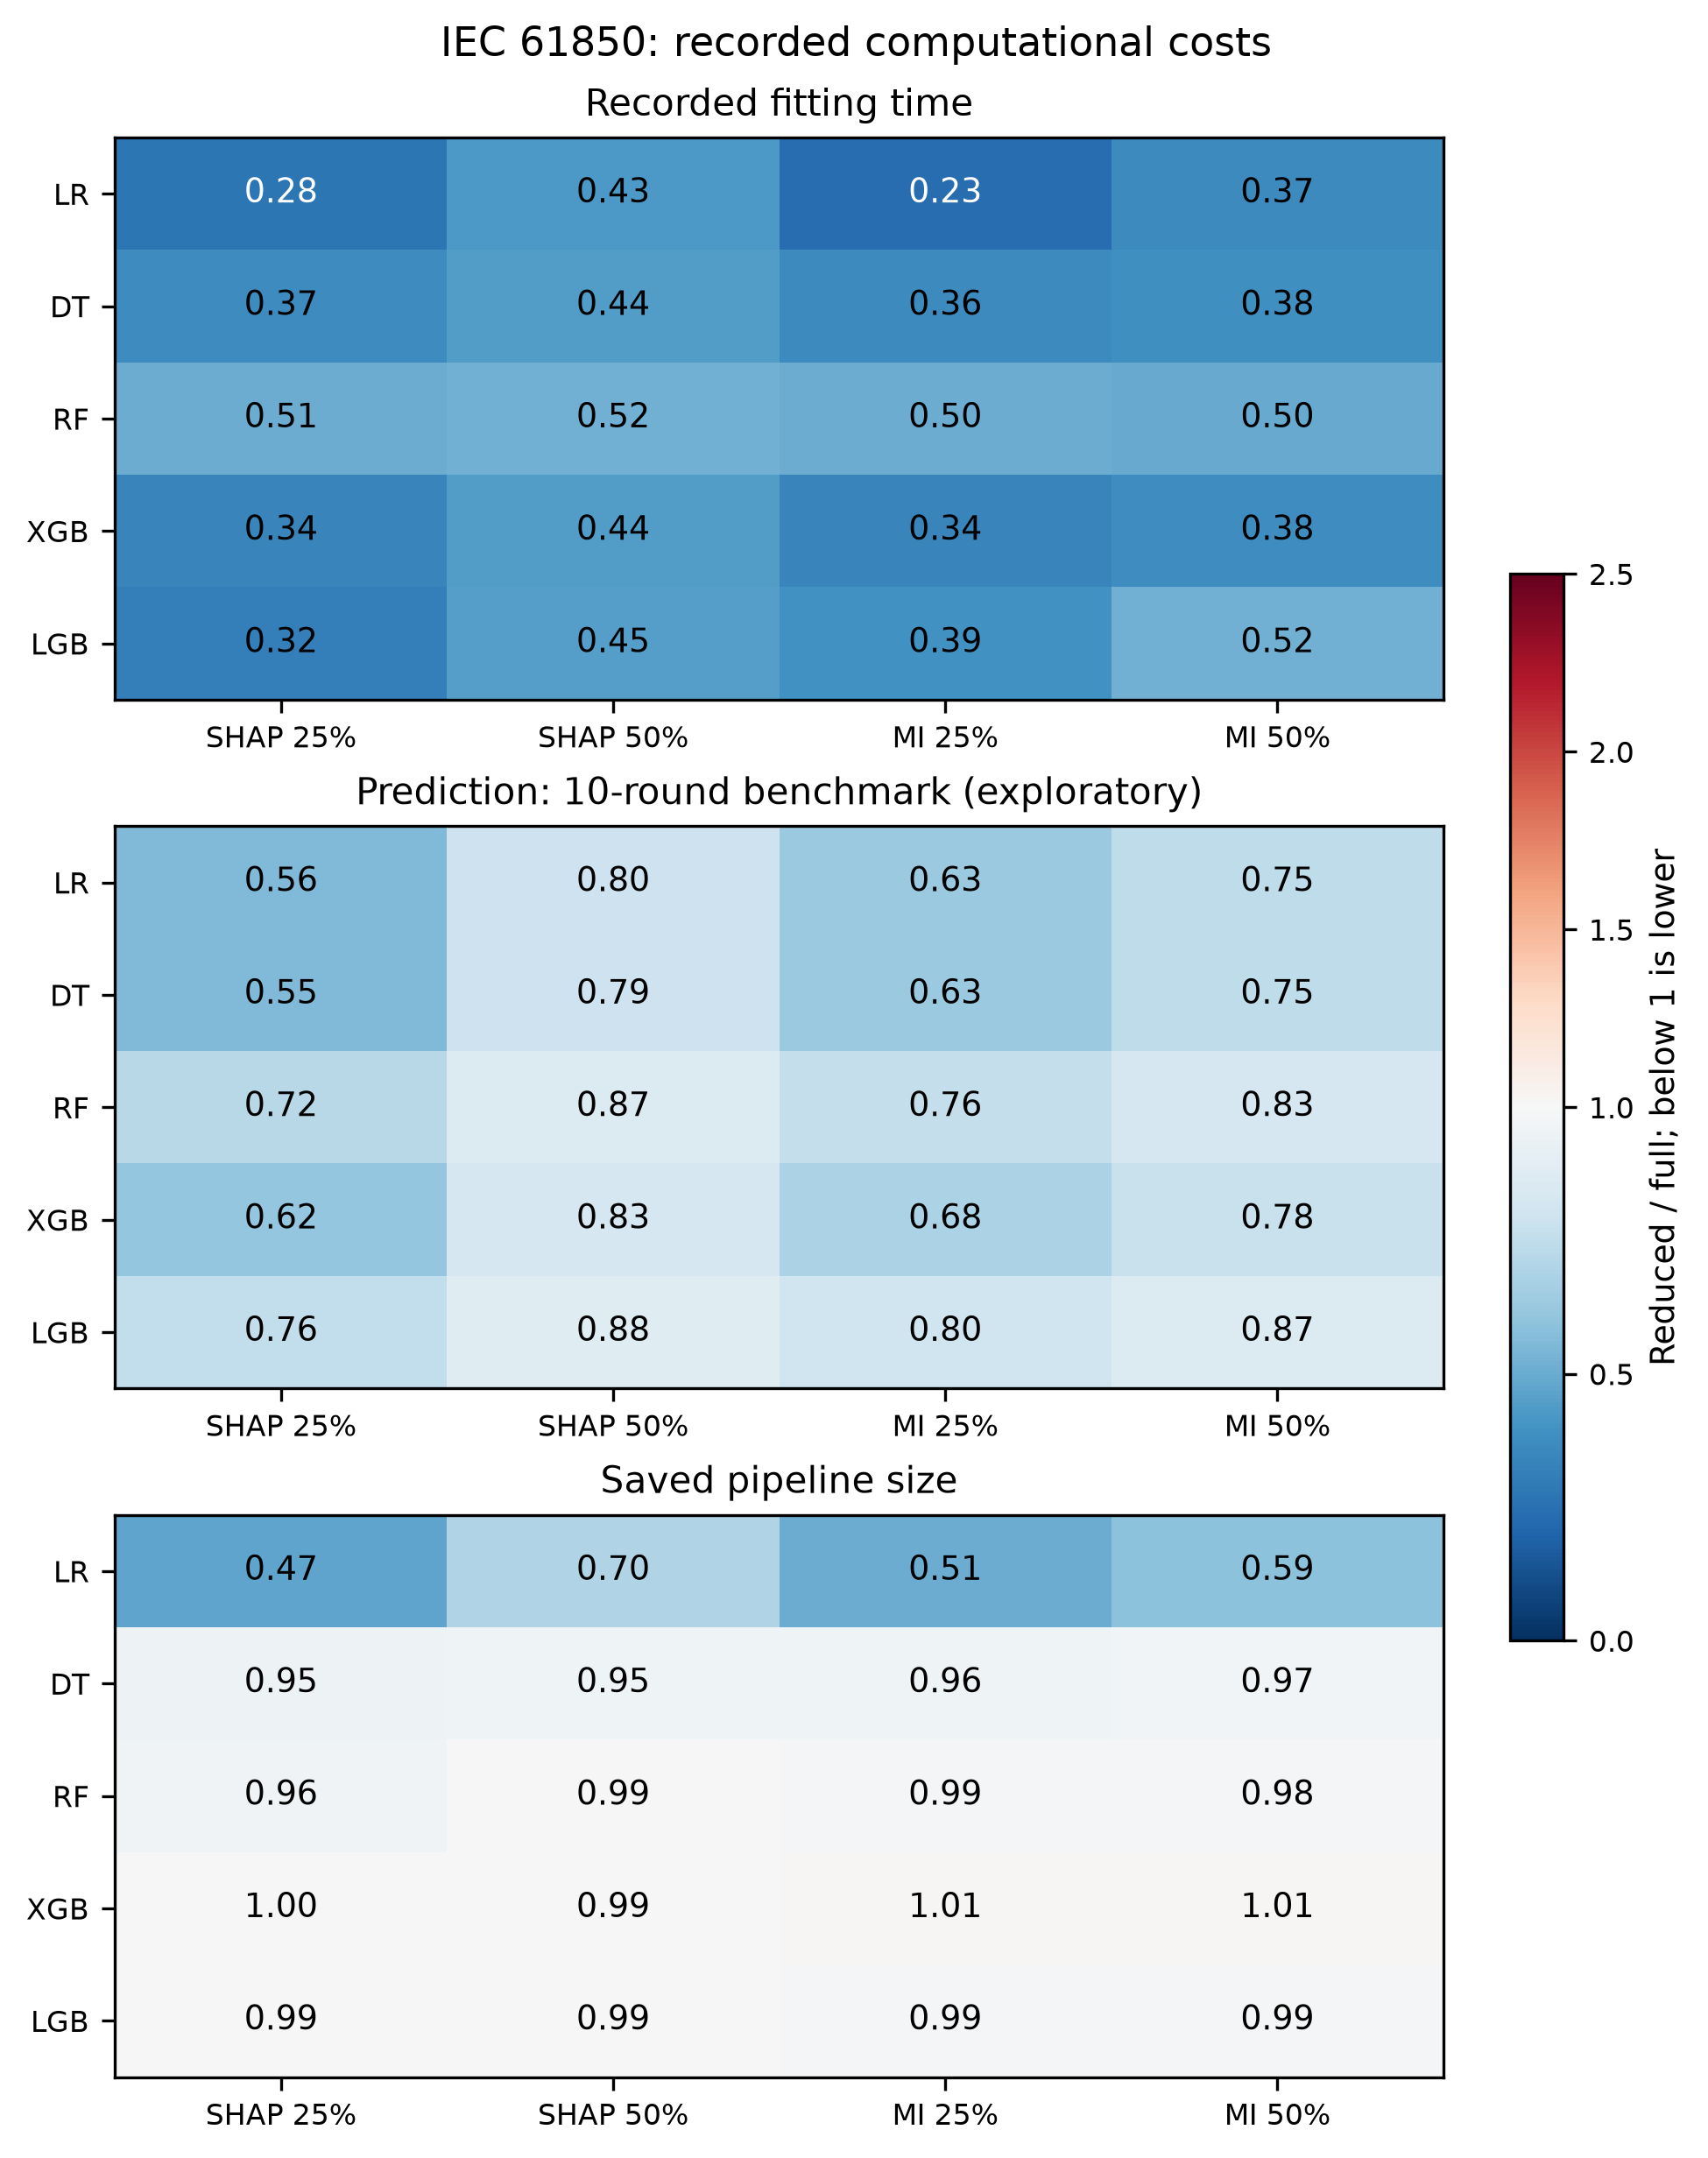 IEC 61850: recorded computational costs
Recorded fitting time
LR 0.28 0.43 0.23 0.37
DT 0.37 0.44 0.36 0.38
RF 0.51 0.52 0.50 0.50
XGB 0.34 0.44 0.34 0.38
LGB 0.32 0.45 0.39 0.52
SHAP 25% SHAP 50% MI 25% MI 50%
Prediction: 10-round benchmark (exploratory)
LR 0.56 0.80 0.63 0.75
DT 0.55 0.79 0.63 0.75
RF 0.72 0.87 0.76 0.83
XGB 0.62 0.83 0.68 0.78
LGB 0.76 0.88 0.80 0.87
SHAP 25% SHAP 50% MI 25% MI 50%
Saved pipeline size
LR 0.47 0.70 0.51 0.59
DT 0.95 0.95 0.96 0.97
RF 0.96 0.99 0.99 0.98
XGB 1.00 0.99 1.01 1.01
LGB 0.99 0.99 0.99 0.99
SHAP 25% SHAP 50% MI 25% MI 50%
2.5
2.0
1.5
1.0
0.5
0.0
Reduced / full; below 1 is lower